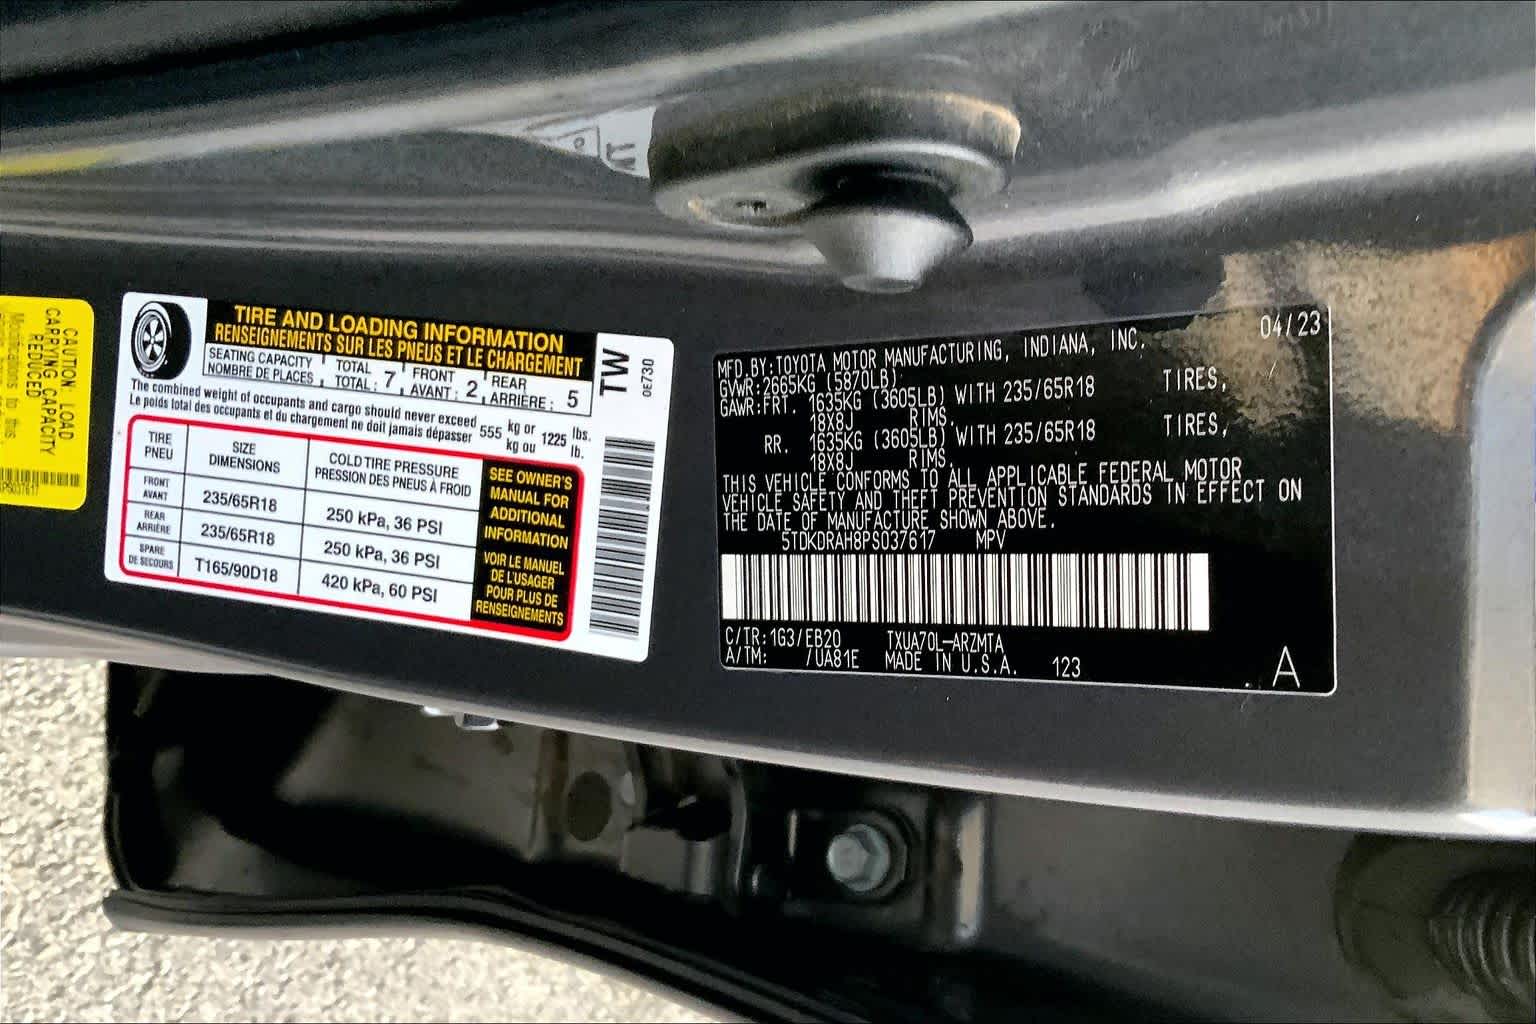 CAUTION: LOAD
CARRYING CAPACITY
REDUCED
Modifications to this
TIRE AND LOADING INFORMATION
RENSEIGNEMENTS SUR LES PNEUS ET LE CHARGEMENT
SEATING CAPACITY
NOMBRE DE PLACES
TOTAL
TOTAL : 7
FRONT
AVANT : 2
REAR
ARRIÈRE : 5
The combined weight of occupants and cargo should never exceed 555 kg or 1225 lbs.
Le poids total des occupants et du chargement ne doit jamais dépasser kg ou lb.
TIRE
PNEU
SIZE
DIMENSIONS
COLD TIRE PRESSURE
PRESSION DES PNEUS À FROID
FRONT
AVANT
235/65R18
250 kPa, 36 PSI
REAR
ARRIÈRE
235/65R18
250 kPa, 36 PSI
SPARE
DE SECOURS
T165/90D18
420 kPa, 60 PSI
SEE OWNER'S
MANUAL FOR
ADDITIONAL
INFORMATION
VOIR LE MANUEL
DE L'USAGER
POUR PLUS DE
RENSEIGNEMENTS
TW
0E730
MFD.BY:TOYOTA MOTOR MANUFACTURING, INDIANA, INC. 04/23
GVWR:2665KG (5870LB)
GAWR:FRT. 1635KG (3605LB) WITH 235/65R18 TIRES,
18X8J RIMS.
RR. 1635KG (3605LB) WITH 235/65R18 TIRES,
18X8J RIMS.
THIS VEHICLE CONFORMS TO ALL APPLICABLE FEDERAL MOTOR
VEHICLE SAFETY AND THEFT PREVENTION STANDARDS IN EFFECT ON
THE DATE OF MANUFACTURE SHOWN ABOVE.
5TDKDRAH8PS037617 MPV
C/TR:1G3/EB20 TXUA70L-ARZMTA
A/TM: /UA81E MADE IN U.S.A. 123
A